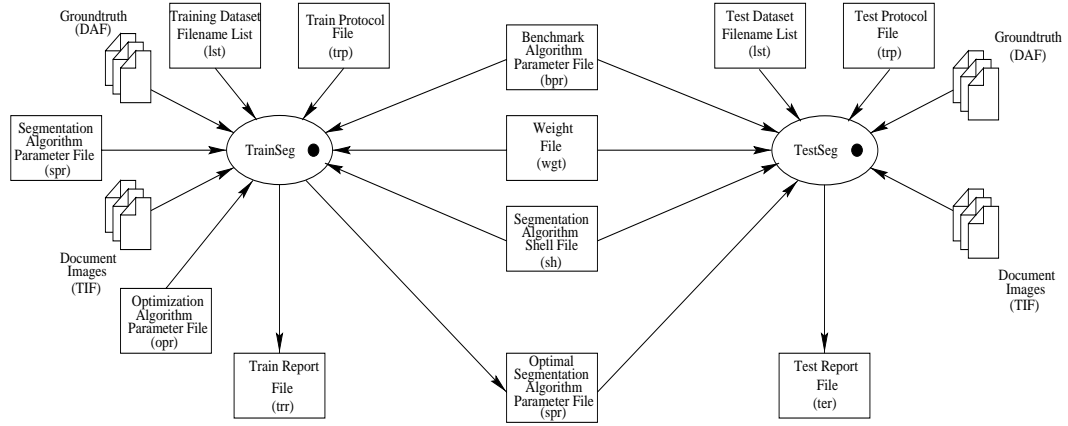 Groundtruth
(DAF)
Training Dataset
Filename List
(lst)
Train Protocol
File
(trp)
Benchmark
Algorithm
Parameter File
(bpr)
Test Dataset
Filename List
(lst)
Test Protocol
File
(trp)
Groundtruth
(DAF)
Segmentation
Algorithm
Parameter File
(spr)
TrainSeg
Weight
File
(wgt)
TestSeg
Document
Images
(TIF)
Segmentation
Algorithm
Shell File
(sh)
Document
Images
(TIF)
Optimization
Algorithm
Parameter File
(opr)
Train Report
File
(trr)
Optimal
Segmentation
Algorithm
Parameter File
(spr)
Test Report
File
(ter)